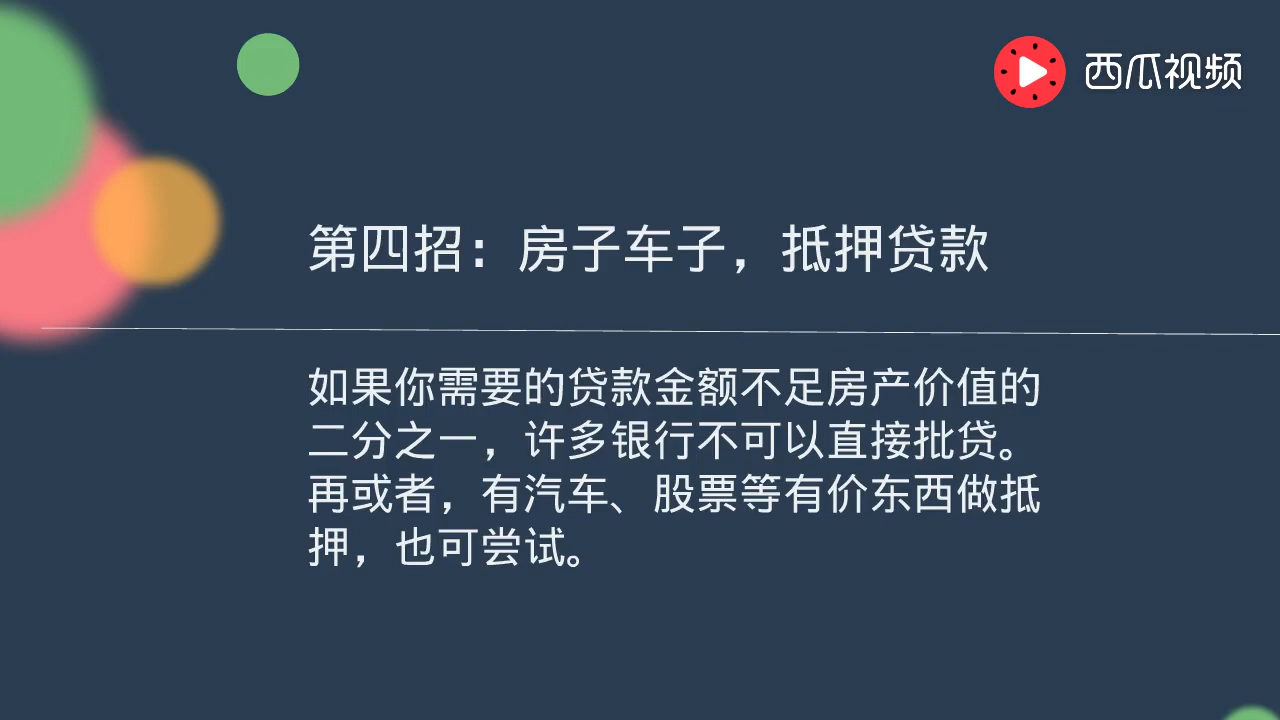 西瓜视频
第四招：房子车子，抵押贷款
如果你需要的贷款金额不足房产价值的
二分之一，许多银行不可以直接批贷。
再或者，有汽车、股票等有价东西做抵
押，也可尝试。